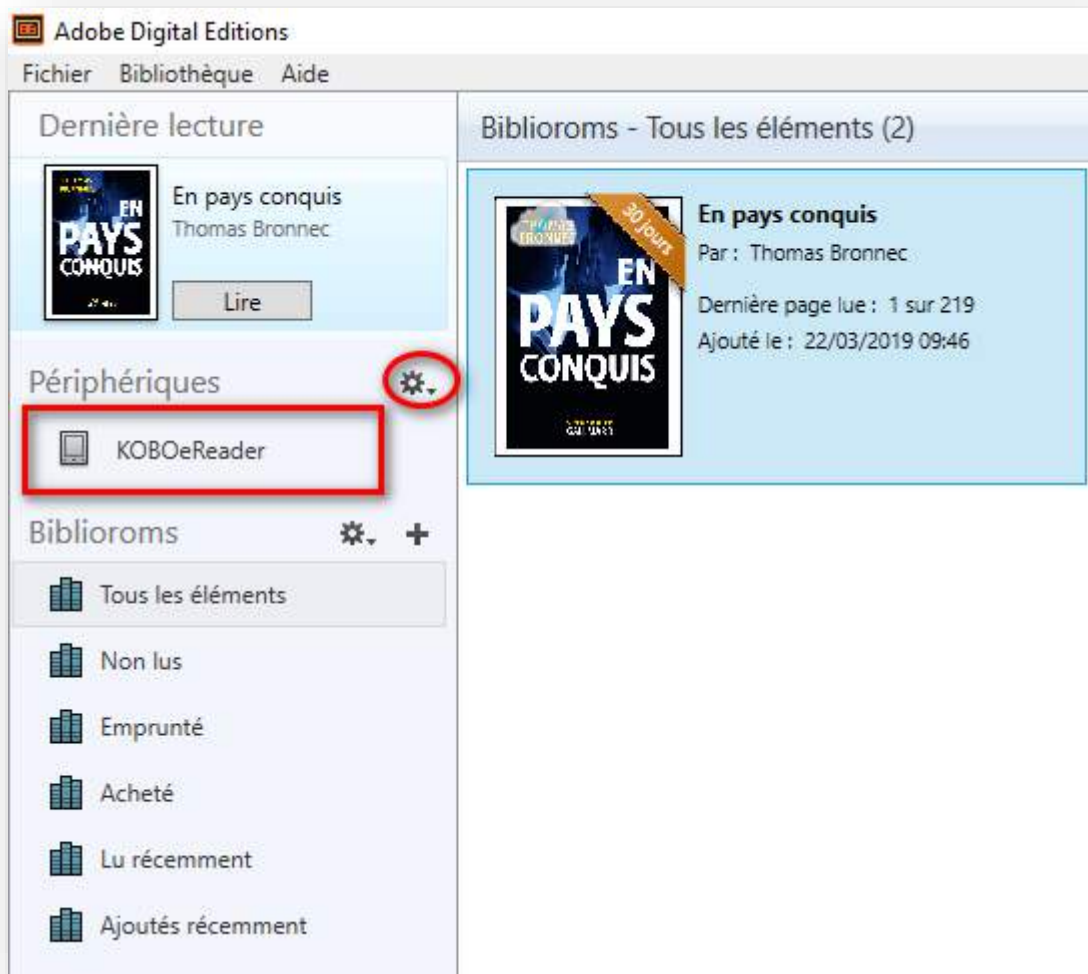 Adobe Digital Editions
Fichier Bibliothèque Aide
Dernière lecture
EN
PAYS
CONQUIS
En pays conquis
Thomas Bronnec
Lire
Périphériques
KOBOeReader
Biblioroms
Tous les éléments
Non lus
Emprunté
Acheté
Lu récemment
Ajoutés récemment
Biblioroms - Tous les éléments (2)
30 jours
THOMAS
BRONNEC
EN
PAYS
CONQUIS
GALLIMARD
En pays conquis
Par : Thomas Bronnec
Dernière page lue : 1 sur 219
Ajouté le : 22/03/2019 09:46